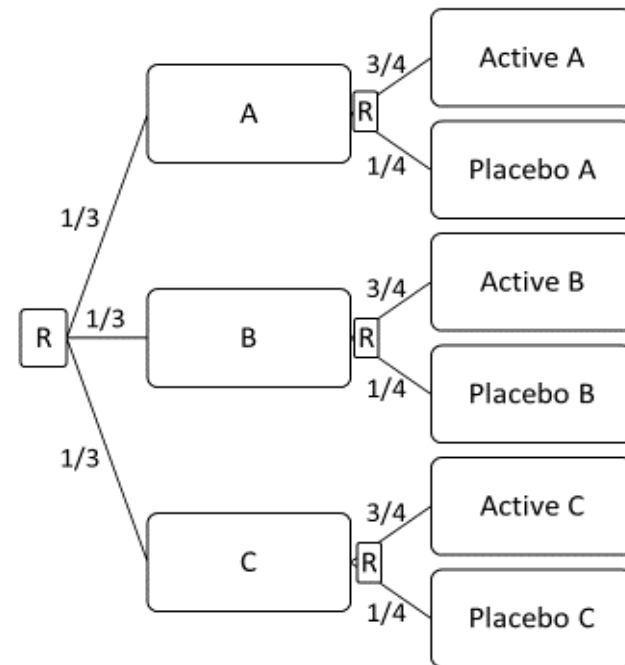 3/4
Active A
A
R
1/4
Placebo A
1/3
3/4
Active B
R
1/3
B
R
1/4
Placebo B
1/3
3/4
Active C
C
R
1/4
Placebo C